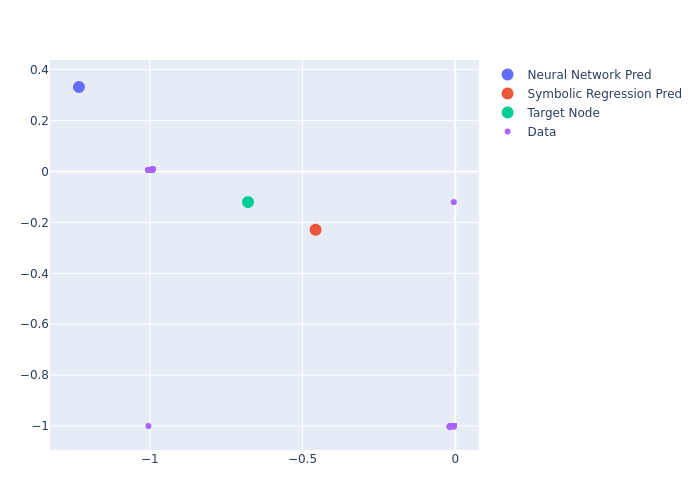 Neural Network Pred
Symbolic Regression Pred
Target Node
Data
0.4
0.2
0
−0.2
−0.4
−0.6
−0.8
−1
−1
−0.5
0